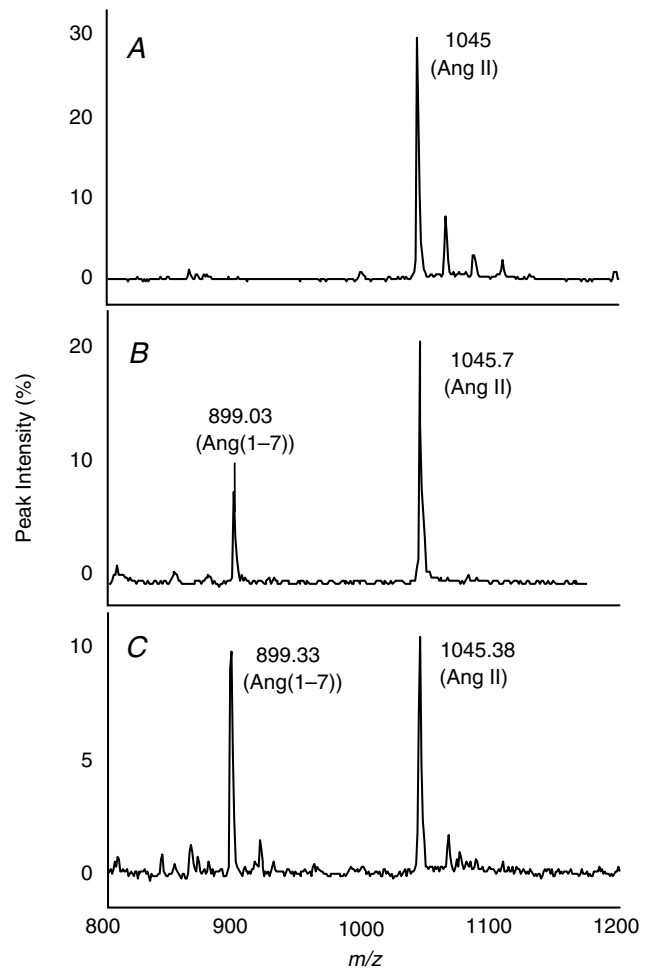 30
A
1045
(Ang II)
20
10
0
20
B
1045.7
(Ang II)
899.03
(Ang(1–7))
10
0
Peak Intensity (%)
10
C
899.33
(Ang(1–7))
1045.38
(Ang II)
5
0
800 900 1000 1100 1200
m/z